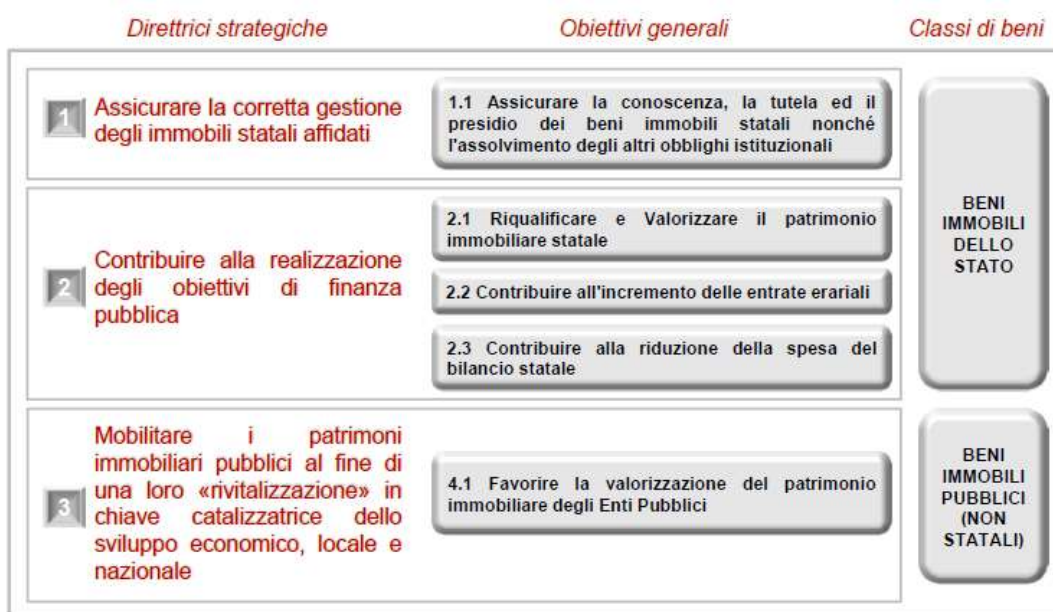 Direttrici strategiche
Obiettivi generali
Classi di beni
1
Assicurare la corretta gestione
degli immobili statali affidati
1.1 Assicurare la conoscenza, la tutela ed il
presidio dei beni immobili statali nonché
l'assolvimento degli altri obblighi istituzionali
2
Contribuire alla realizzazione
degli obiettivi di finanza
pubblica
2.1 Riqualificare e Valorizzare il patrimonio
immobiliare statale
2.2 Contribuire all'incremento delle entrate erariali
2.3 Contribuire alla riduzione della spesa del
bilancio statale
BENI
IMMOBILI
DELLO
STATO
3
Mobilitare i patrimoni
immobiliari pubblici al fine di
una loro «rivitalizzazione» in
chiave catalizzatrice dello
sviluppo economico, locale e
nazionale
4.1 Favorire la valorizzazione del patrimonio
immobiliare degli Enti Pubblici
BENI
IMMOBILI
PUBBLICI
(NON
STATALI)